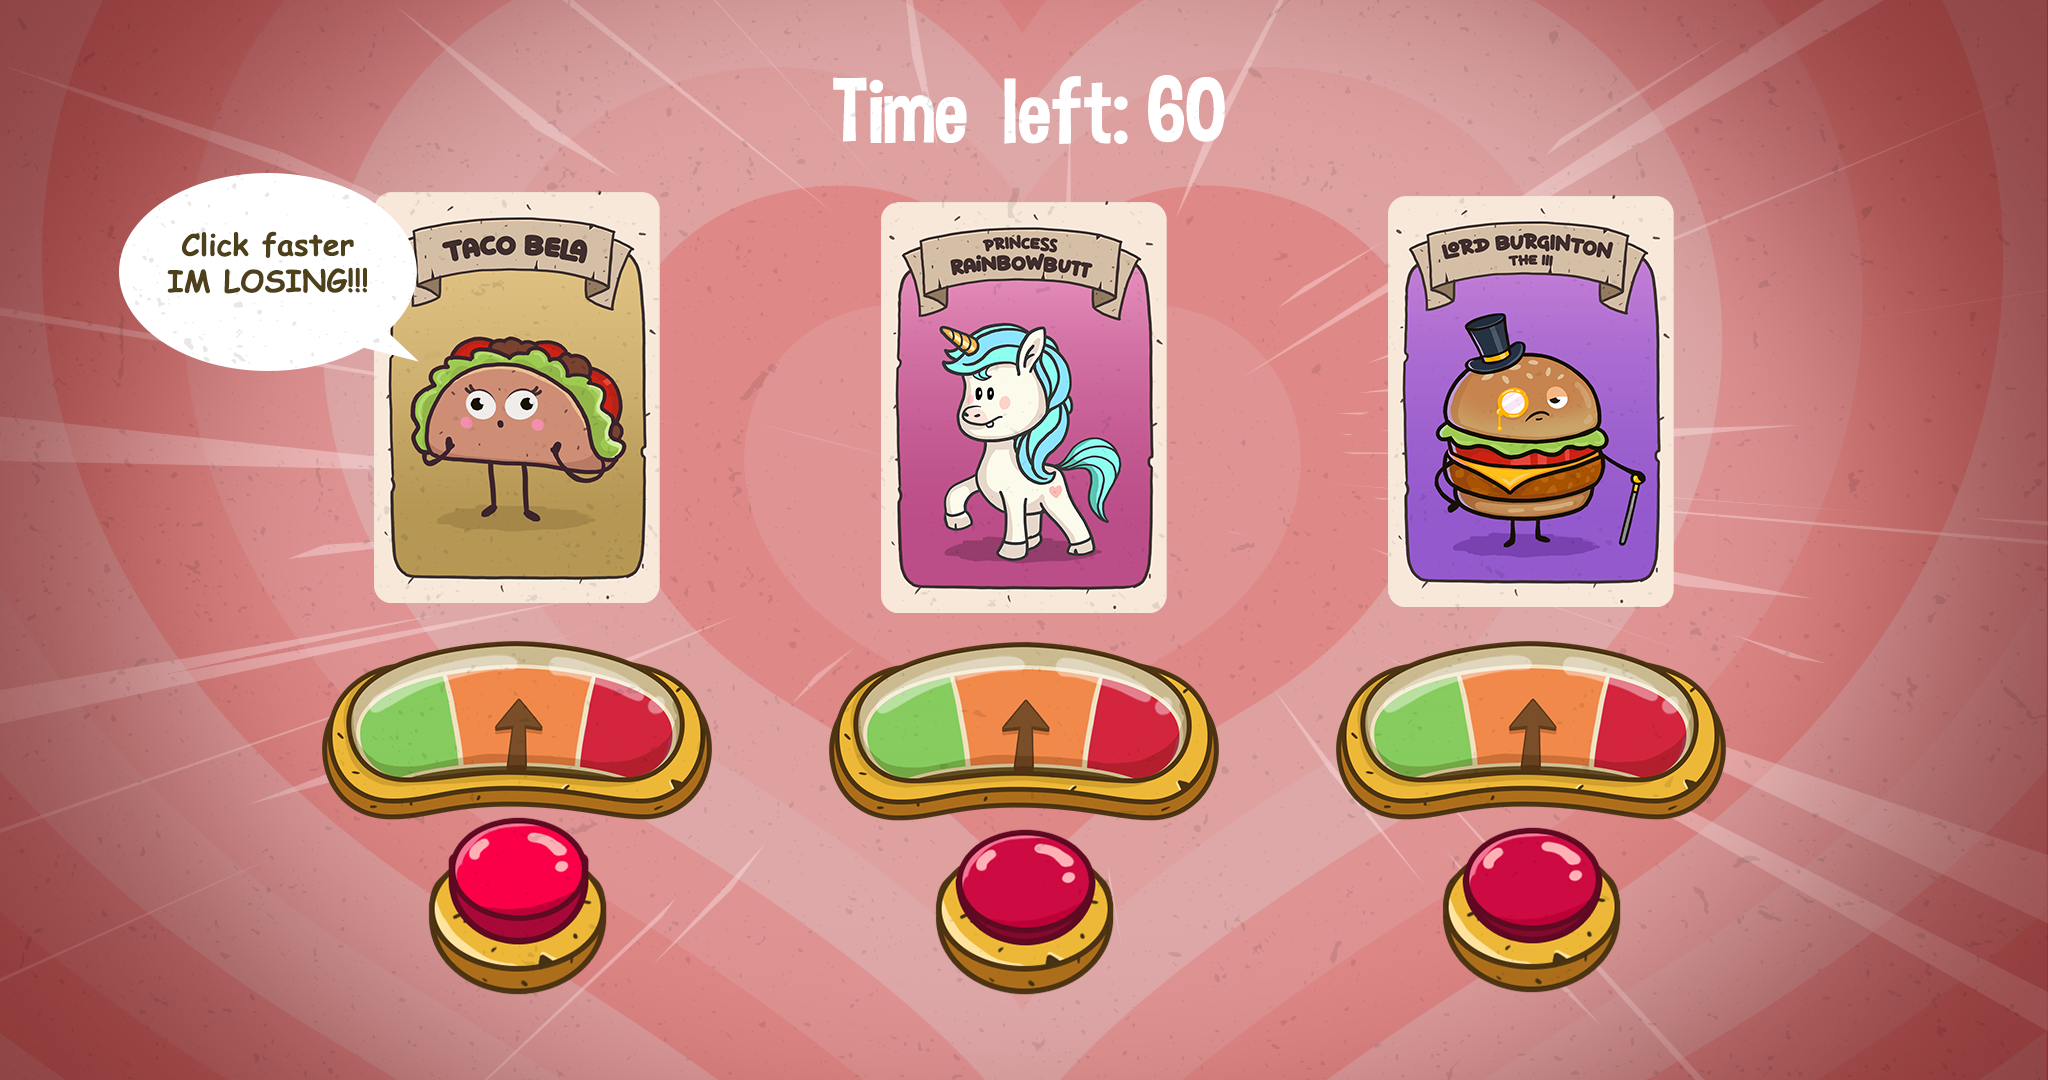 Time left: 60
Click faster
IM LOSING!!!
TACO BELA
PRINCESS
RAINBOWBUTT
LORD BURGINTON
THE III